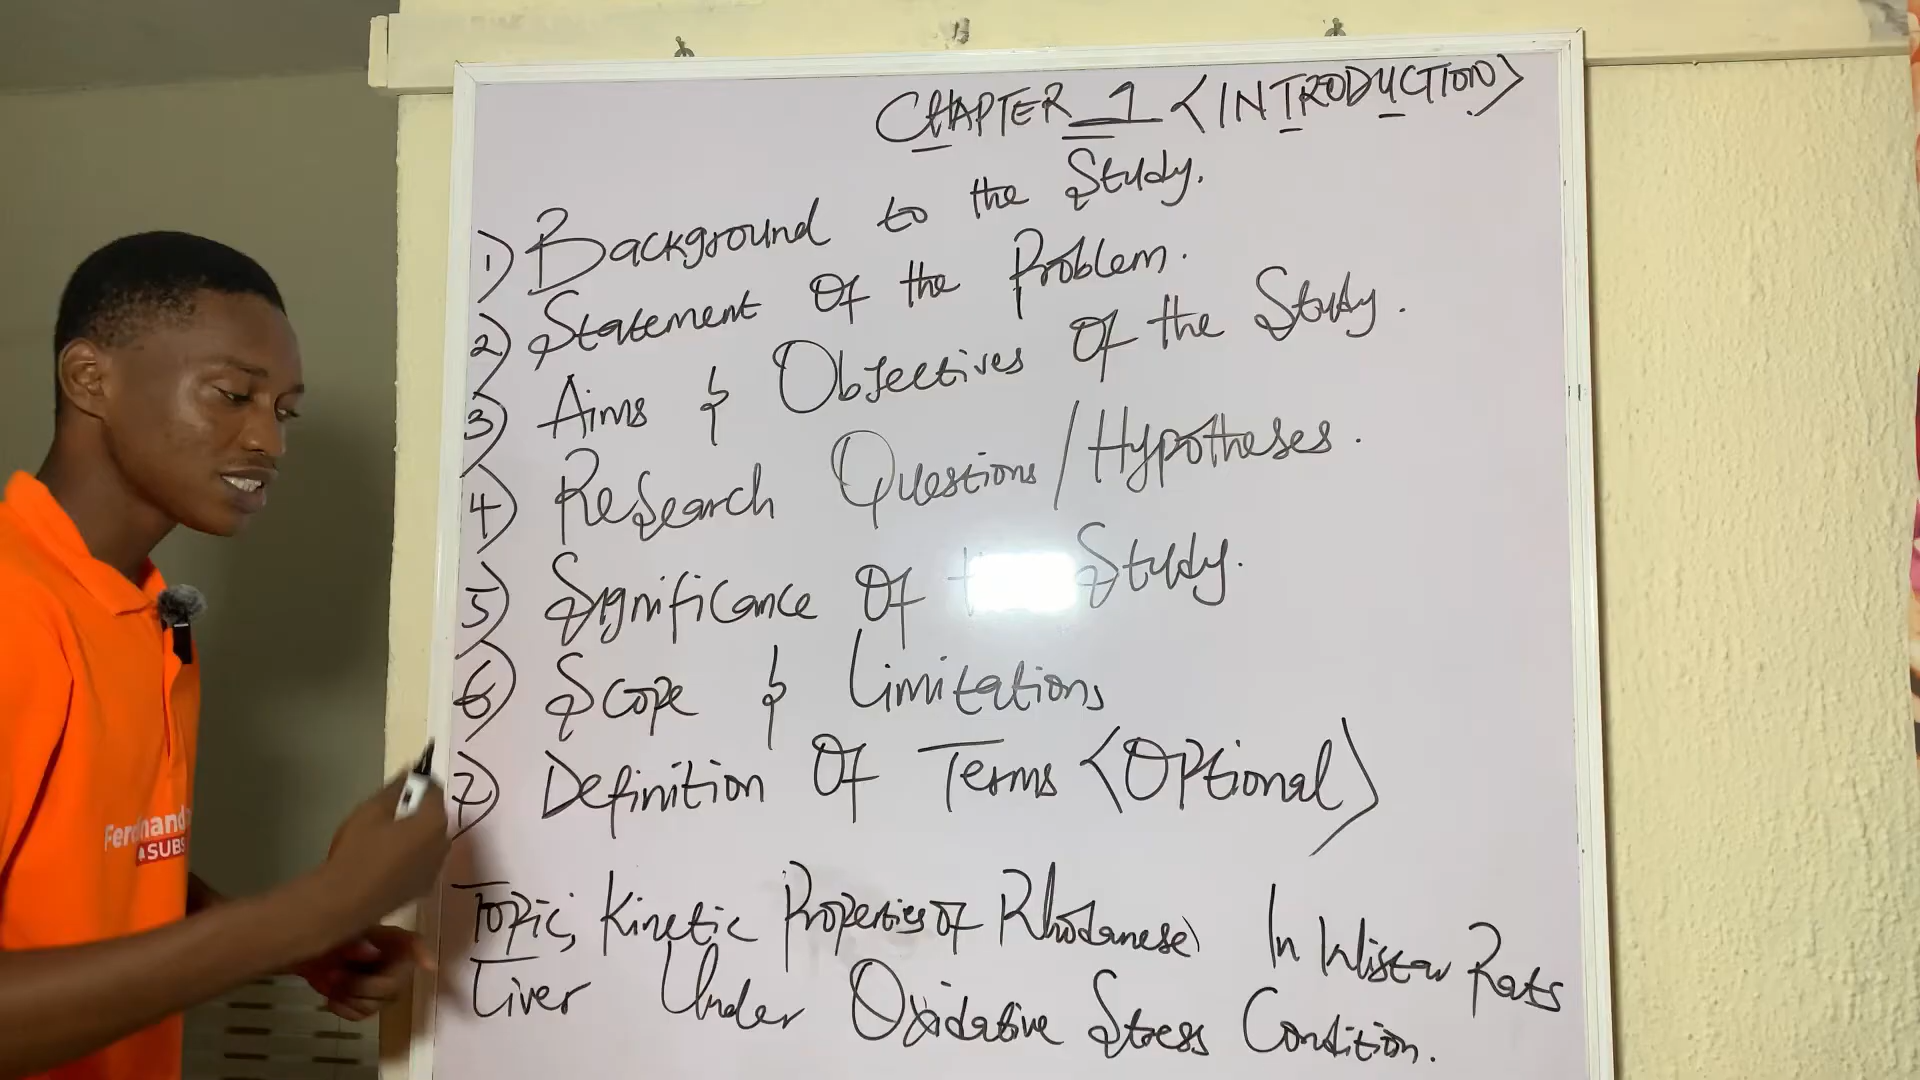 CHAPTER 1 <INTRODUCTION>
1) Background to the Study.
2) Statement Of the Problem.
3) Aims & Objectives Of the Study.
4) Research Questions/Hypotheses.
5) Significance Of Study.
6) Scope & Limitations
7) Definition Of Terms <Optional>
Topic; Kinetic Properties of Rhodanese In Wistar Rats
Liver Under Oxidative Stress Condition.
SUBS